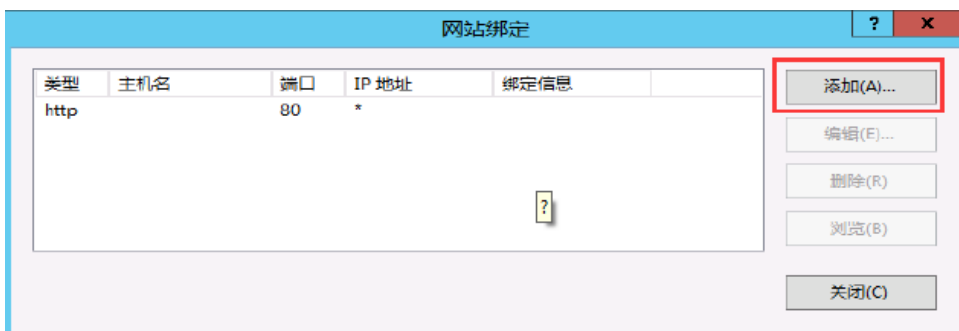 网站绑定
? x
类型 主机名 端口 IP 地址 绑定信息
http 80 *
添加(A)...
编辑(E)...
删除(R)
浏览(B)
?
关闭(C)